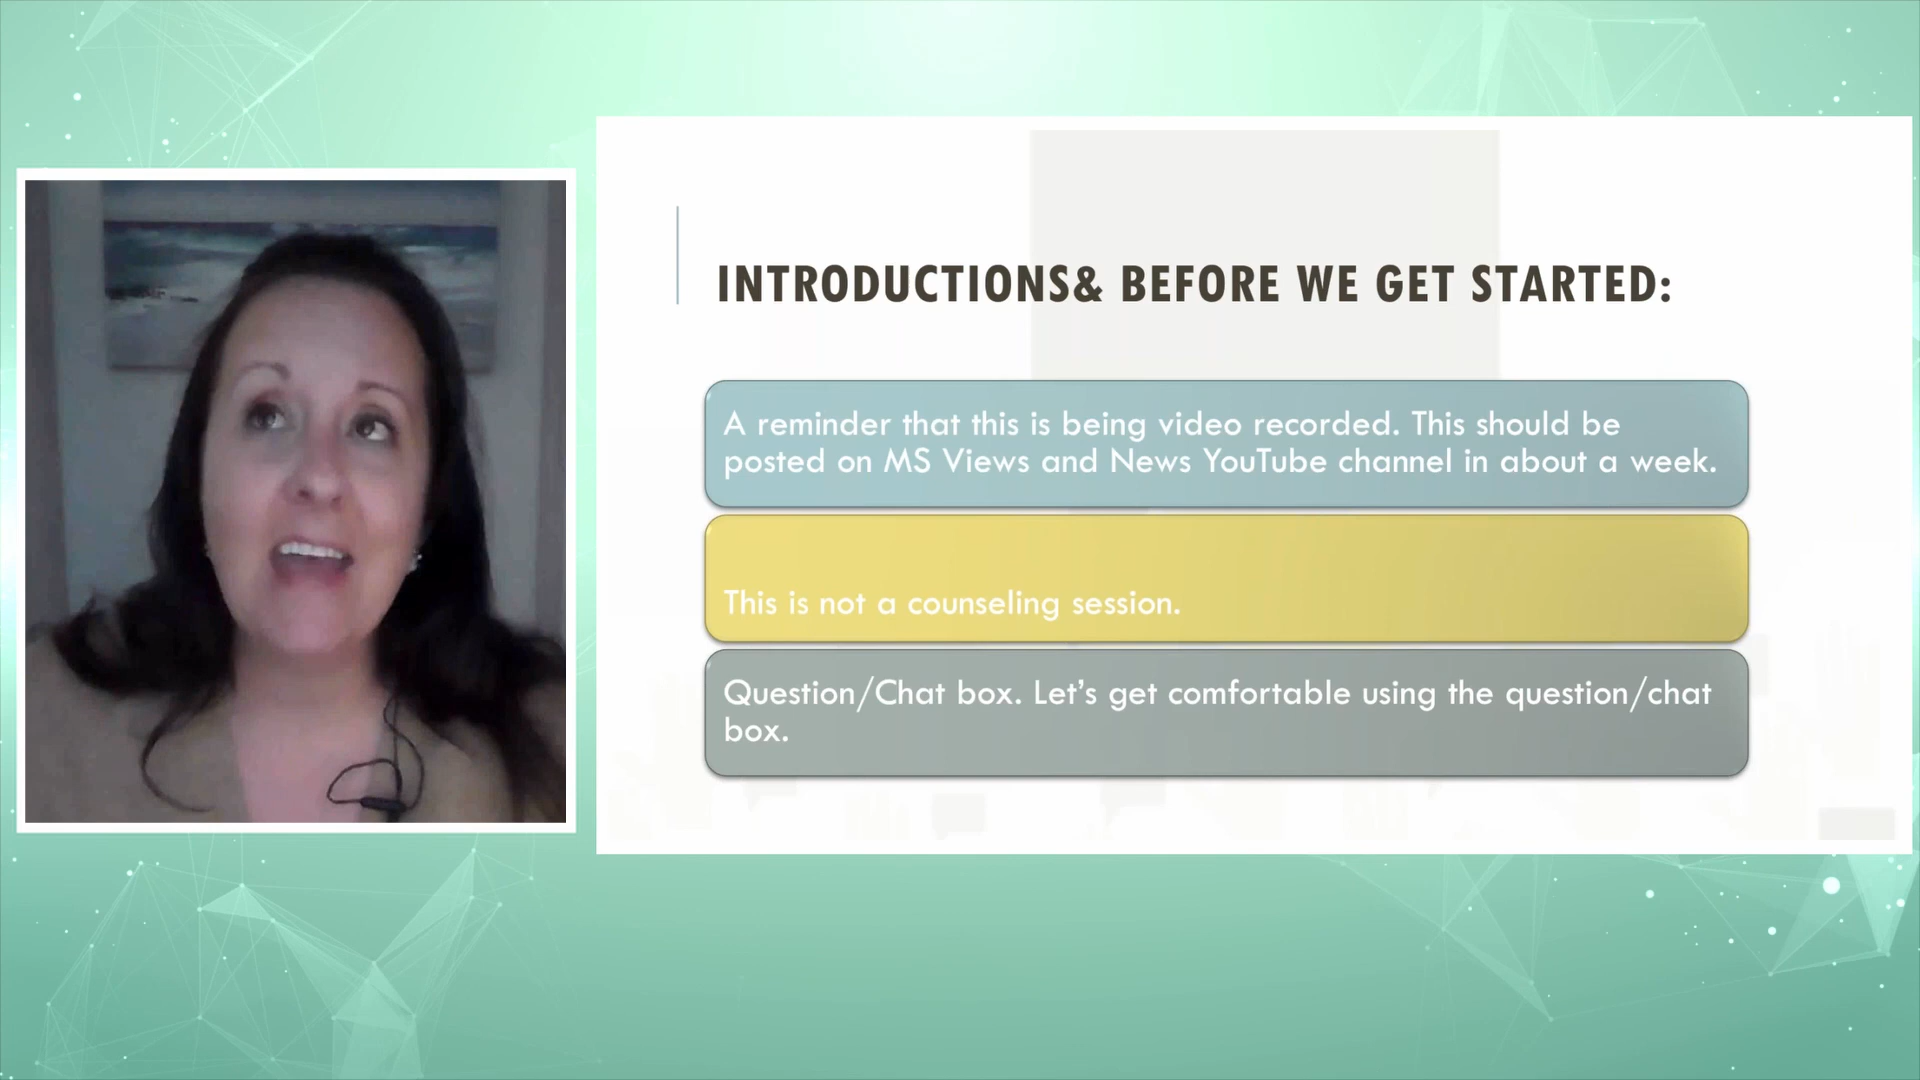 INTRODUCTIONS& BEFORE WE GET STARTED:
A reminder that this is being video recorded. This should be
posted on MS Views and News YouTube channel in about a week.
This is not a counseling session.
Question/Chat box. Let’s get comfortable using the question/chat
box.